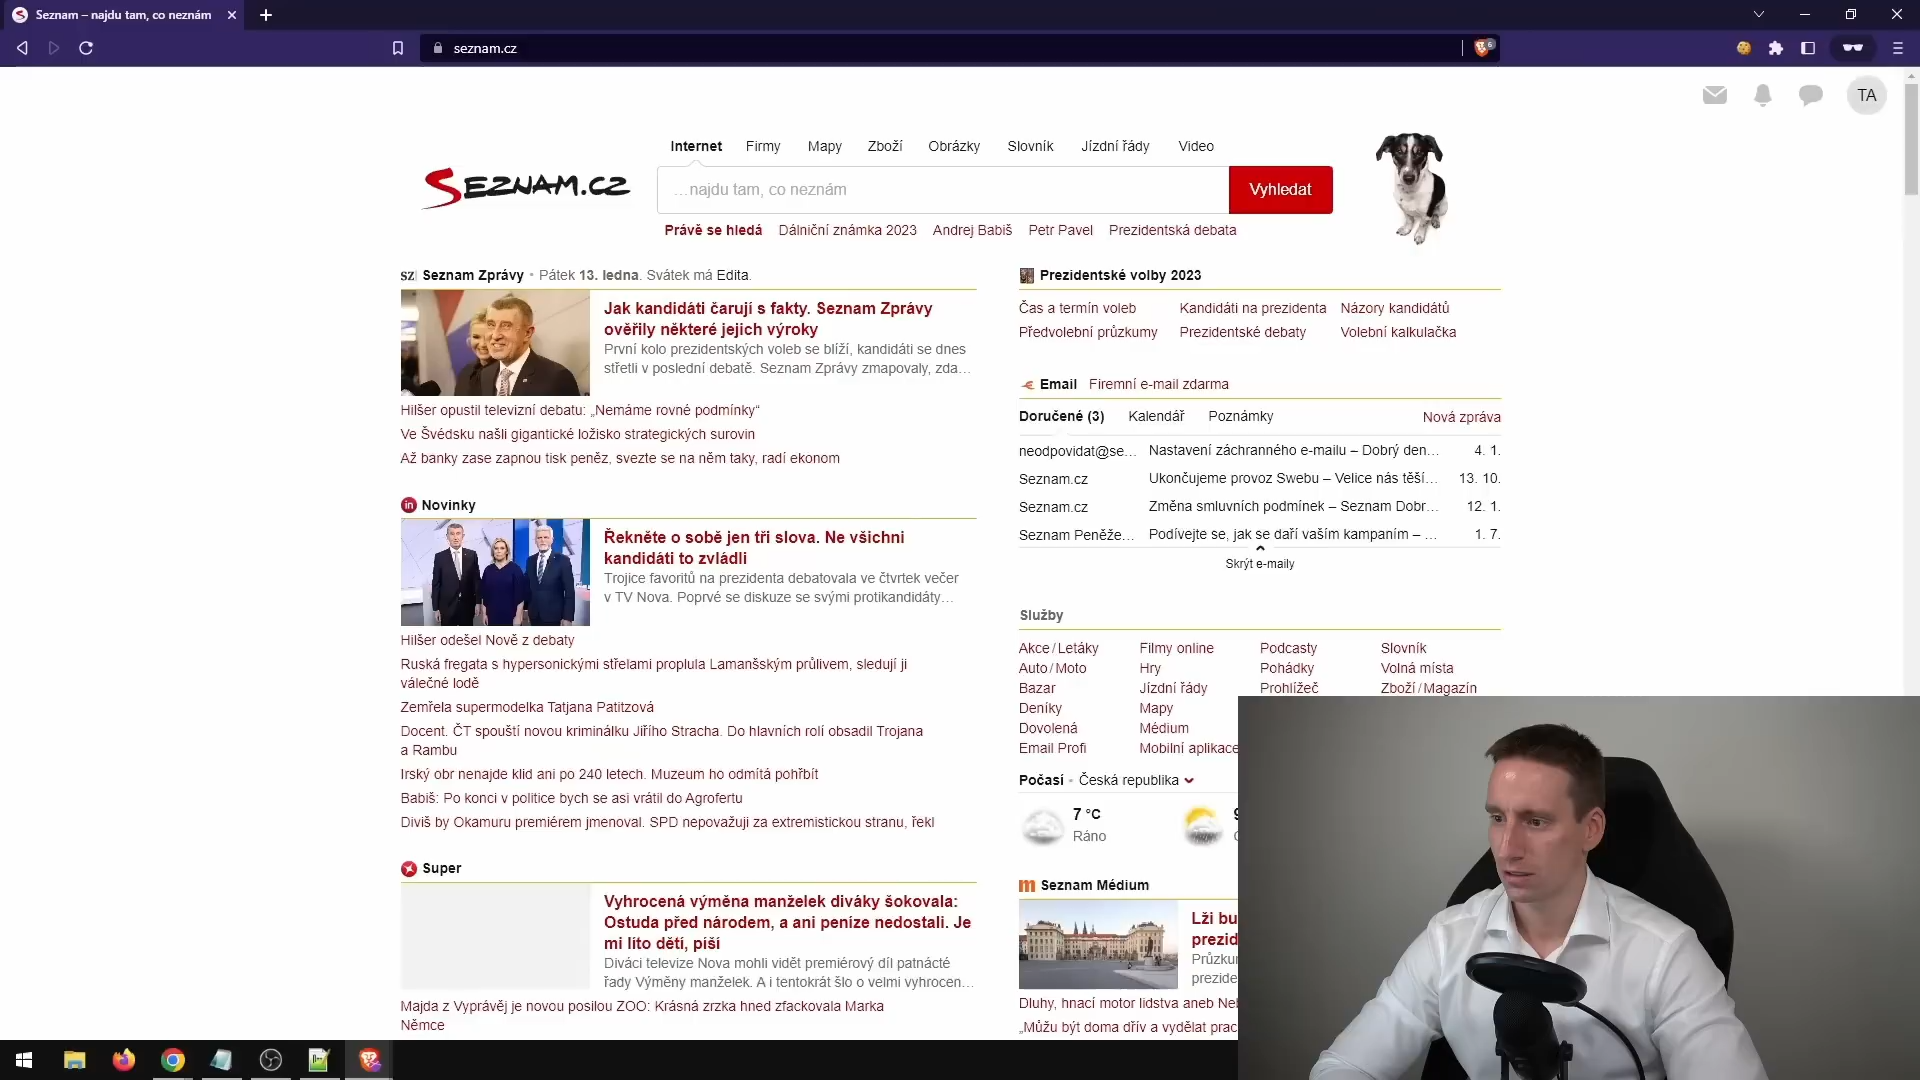 Seznam – najdu tam, co neznám
seznam.cz
6
TA
Internet Firmy Mapy Zboží Obrázky Slovník Jízdní řády Video
SEZNAM.CZ
...najdu tam, co neznám
Vyhledat
Právě se hledá Dálniční známka 2023 Andrej Babiš Petr Pavel Prezidentská debata
SZ Seznam Zprávy • Pátek 13. ledna. Svátek má Edita.
Jak kandidáti čarují s fakty. Seznam Zprávy
ověřily některé jejich výroky
První kolo prezidentských voleb se blíží, kandidáti se dnes
střetli v poslední debatě. Seznam Zprávy zmapovaly, zda…
Hilšer opustil televizní debatu: „Nemáme rovné podmínky“
Ve Švédsku našli gigantické ložisko strategických surovin
Až banky zase zapnou tisk peněz, svezte se na něm taky, radí ekonom
Novinky
Řekněte o sobě jen tři slova. Ne všichni
kandidáti to zvládli
Trojice favoritů na prezidenta debatovala ve čtvrtek večer
v TV Nova. Poprvé se diskuze se svými protikandidáty…
Hilšer odešel Nově z debaty
Ruská fregata s hypersonickými střelami proplula Lamanšským průlivem, sledují ji
válečné lodě
Zemřela supermodelka Tatjana Patitzová
Docent. ČT spouští novou kriminálku Jiřího Stracha. Do hlavních rolí obsadil Trojana
a Rambu
Irský obr nenajde klid ani po 240 letech. Muzeum ho odmítá pohřbít
Babiš: Po konci v politice bych se asi vrátil do Agrofertu
Diviš by Okamuru premiérem jmenoval. SPD nepovažuji za extremistickou stranu, řekl
Super
Vyhrocená výměna manželek diváky šokovala:
Ostuda před národem, a ani peníze nedostali. Je
mi líto dětí, píší
Diváci televize Nova mohli vidět premiérový díl patnácté
řady Výměny manželek. A i tentokrát šlo o velmi vyhrocen…
Majda z Vyprávěj je novou posilou ZOO: Krásná zrzka hned zfackovala Marka
Němce
Prezidentské volby 2023
Čas a termín voleb Kandidáti na prezidenta Názory kandidátů
Předvolební průzkumy Prezidentské debaty Volební kalkulačka
Email Firemní e-mail zdarma
Doručené (3) Kalendář Poznámky Nová zpráva
neodpovidat@se… Nastavení záchranného e-mailu – Dobrý den… 4. 1.
Seznam.cz Ukončujeme provoz Swebu – Velice nás těší… 13. 10.
Seznam.cz Změna smluvních podmínek – Seznam Dobr… 12. 1.
Seznam Peněže… Podívejte se, jak se daří vaším kampaním – … 1. 7.
Skrýt e-maily
Služby
Akce / Letáky Filmy online Podcasty Slovník
Auto / Moto Hry Pohádky Volná místa
Bazar Jízdní řády Prohlížeč Zboží / Magazín
Deníky Mapy
Dovolená Médium
Email Profi Mobilní aplikace
Počasí • Česká republika
7 °C
Ráno
Seznam Médium
Lži bu
prezid
Průzku
prezide
Dluhy, hnací motor lidstva aneb Neb
„Můžu být doma dřív a vydělat prac